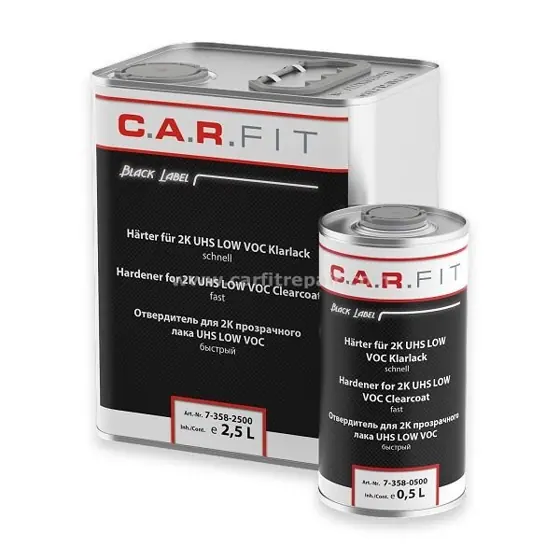 C.A.R.FIT
BLACK LABEL
Härter für 2K UHS LOW VOC Klarlack
schnell
Hardener for 2K UHS LOW VOC Clearcoat
fast
Отвердитель для 2К прозрачного
лака UHS LOW VOC
быстрый
Art.-Nr. 7-358-2500
Inh./Cont. e 2,5 L
C.A.R.FIT
BLACK LABEL
Härter für 2K UHS LOW
VOC Klarlack
schnell
Hardener for 2K UHS LOW
VOC Clearcoat
fast
Отвердитель для 2К прозрачного
лака UHS LOW VOC
быстрый
Art.-Nr. 7-358-0500
Inh./Cont. e 0,5 L